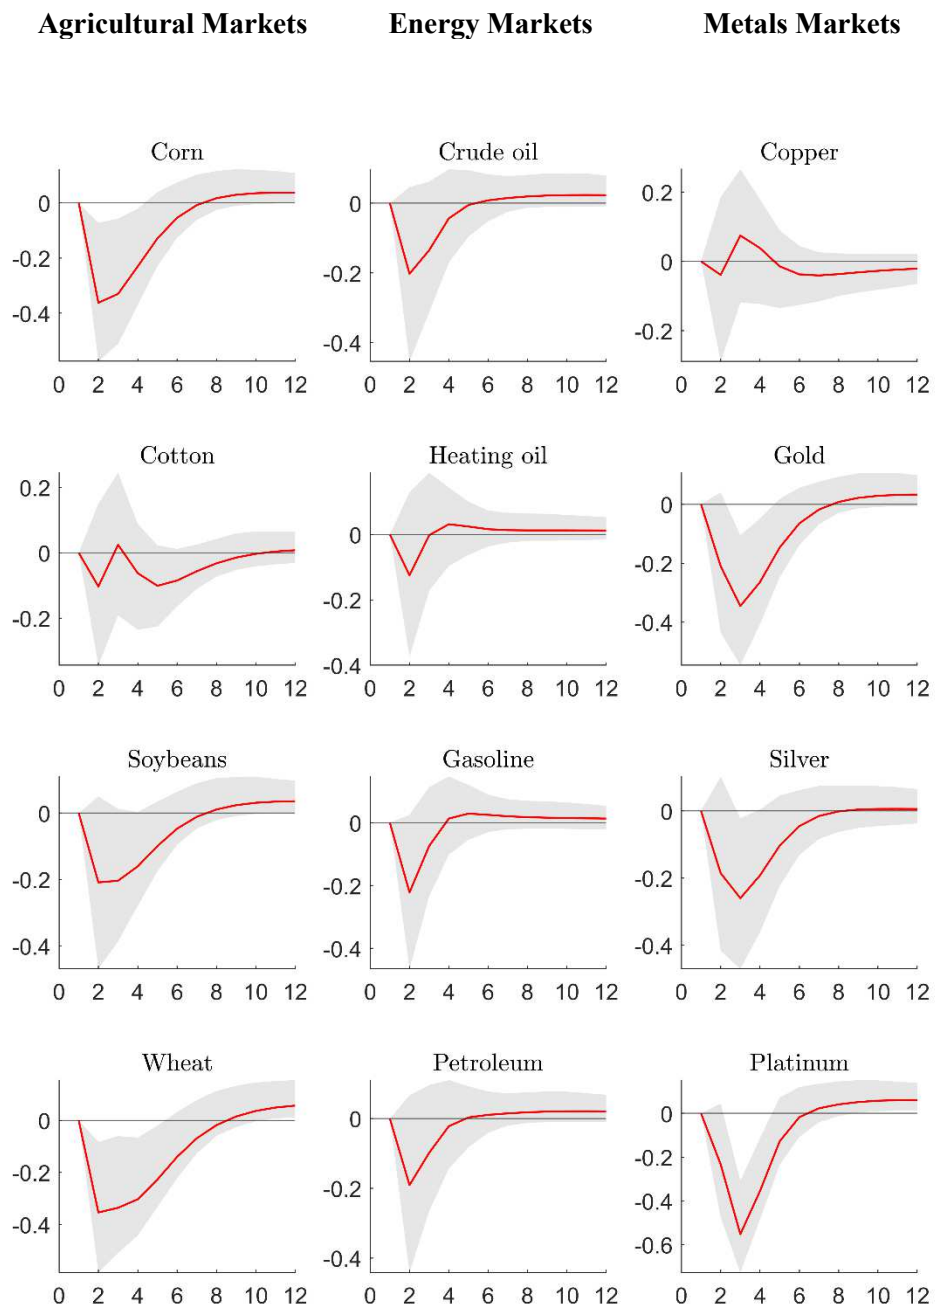 Agricultural Markets Energy Markets Metals Markets
Corn Crude oil Copper
0
-0.2
-0.4
0 2 4 6 8 10 12
0
-0.2
-0.4
0 2 4 6 8 10 12
0.2
0
-0.2
0 2 4 6 8 10 12
Cotton Heating oil Gold
0.2
0
-0.2
0 2 4 6 8 10 12
0
-0.2
-0.4
0 2 4 6 8 10 12
0
-0.2
-0.4
0 2 4 6 8 10 12
Soybeans Gasoline Silver
0
-0.2
-0.4
0 2 4 6 8 10 12
0
-0.2
-0.4
0 2 4 6 8 10 12
0
-0.2
-0.4
0 2 4 6 8 10 12
Wheat Petroleum Platinum
0
-0.2
-0.4
0 2 4 6 8 10 12
0
-0.2
-0.4
0 2 4 6 8 10 12
0
-0.2
-0.4
-0.6
0 2 4 6 8 10 12